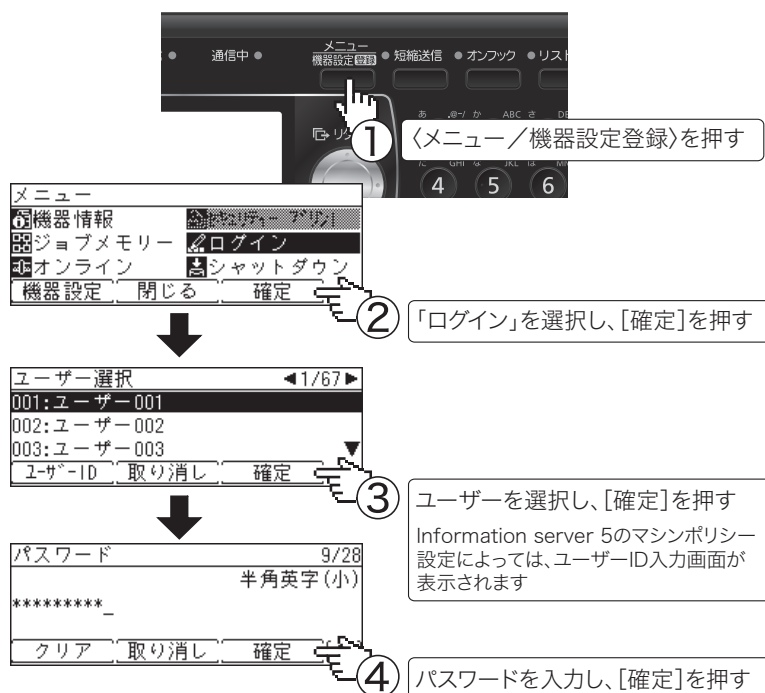 通信中
メニュー
機器設定 登録
短縮送信
オンフック
リスト
あ .@-/ か ABC さ DE
①
〈メニュー／機器設定登録〉を押す
た GHI な JKL は
4 5 6
メニュー
機器情報
ジョブメモリー ログイン
オンライン シャットダウン
機器設定 閉じる 確定
②
「ログイン」を選択し、［確定］を押す
ユーザー選択 ◀1/67▶
001:ユーザー001
002:ユーザー002
003:ユーザー003 ▼
ユーザーID 取り消し 確定
③
ユーザーを選択し、［確定］を押す
Information server 5のマシンポリシー
設定によっては、ユーザーID入力画面が
表示されます
パスワード 9/28
半角英字(小)
*********_
クリア 取り消し 確定
④
パスワードを入力し、［確定］を押す